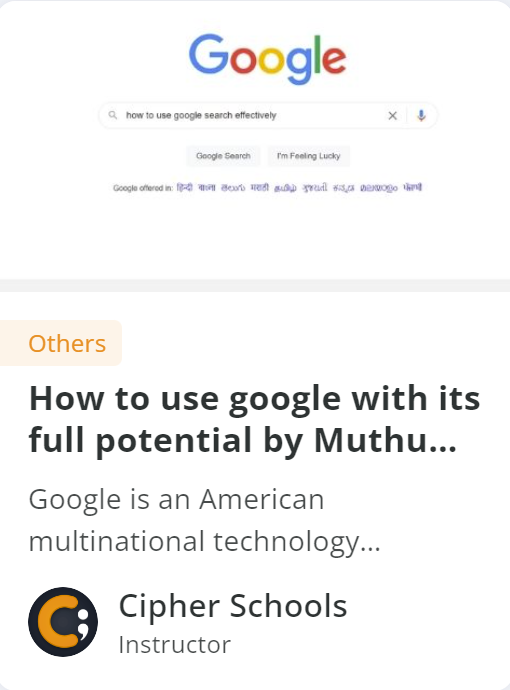 Google
how to use google search effectively
Google Search I'm Feeling Lucky
Google offered in: हिन्दी বাংলা తెలుగు मराठी தமிழ் ગુજરાતી ಕನ್ನಡ മലയാളം ਪੰਜਾਬੀ
Others
How to use google with its
full potential by Muthu...
Google is an American
multinational technology...
Cipher Schools
Instructor